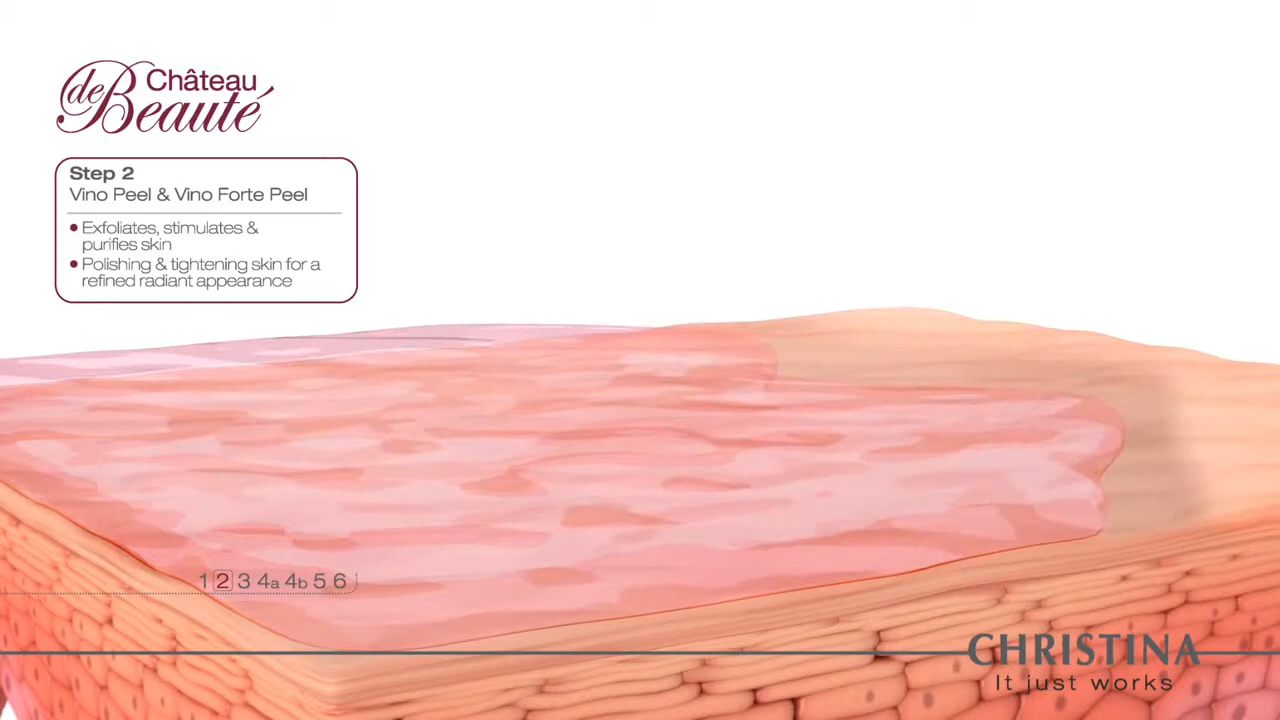 Château
de Beauté
Step 2
Vino Peel & Vino Forte Peel
• Exfoliates, stimulates &
purifies skin
• Polishing & tightening skin for a
refined radiant appearance
1 2 3 4a 4b 5 6
CHRISTINA
It just works